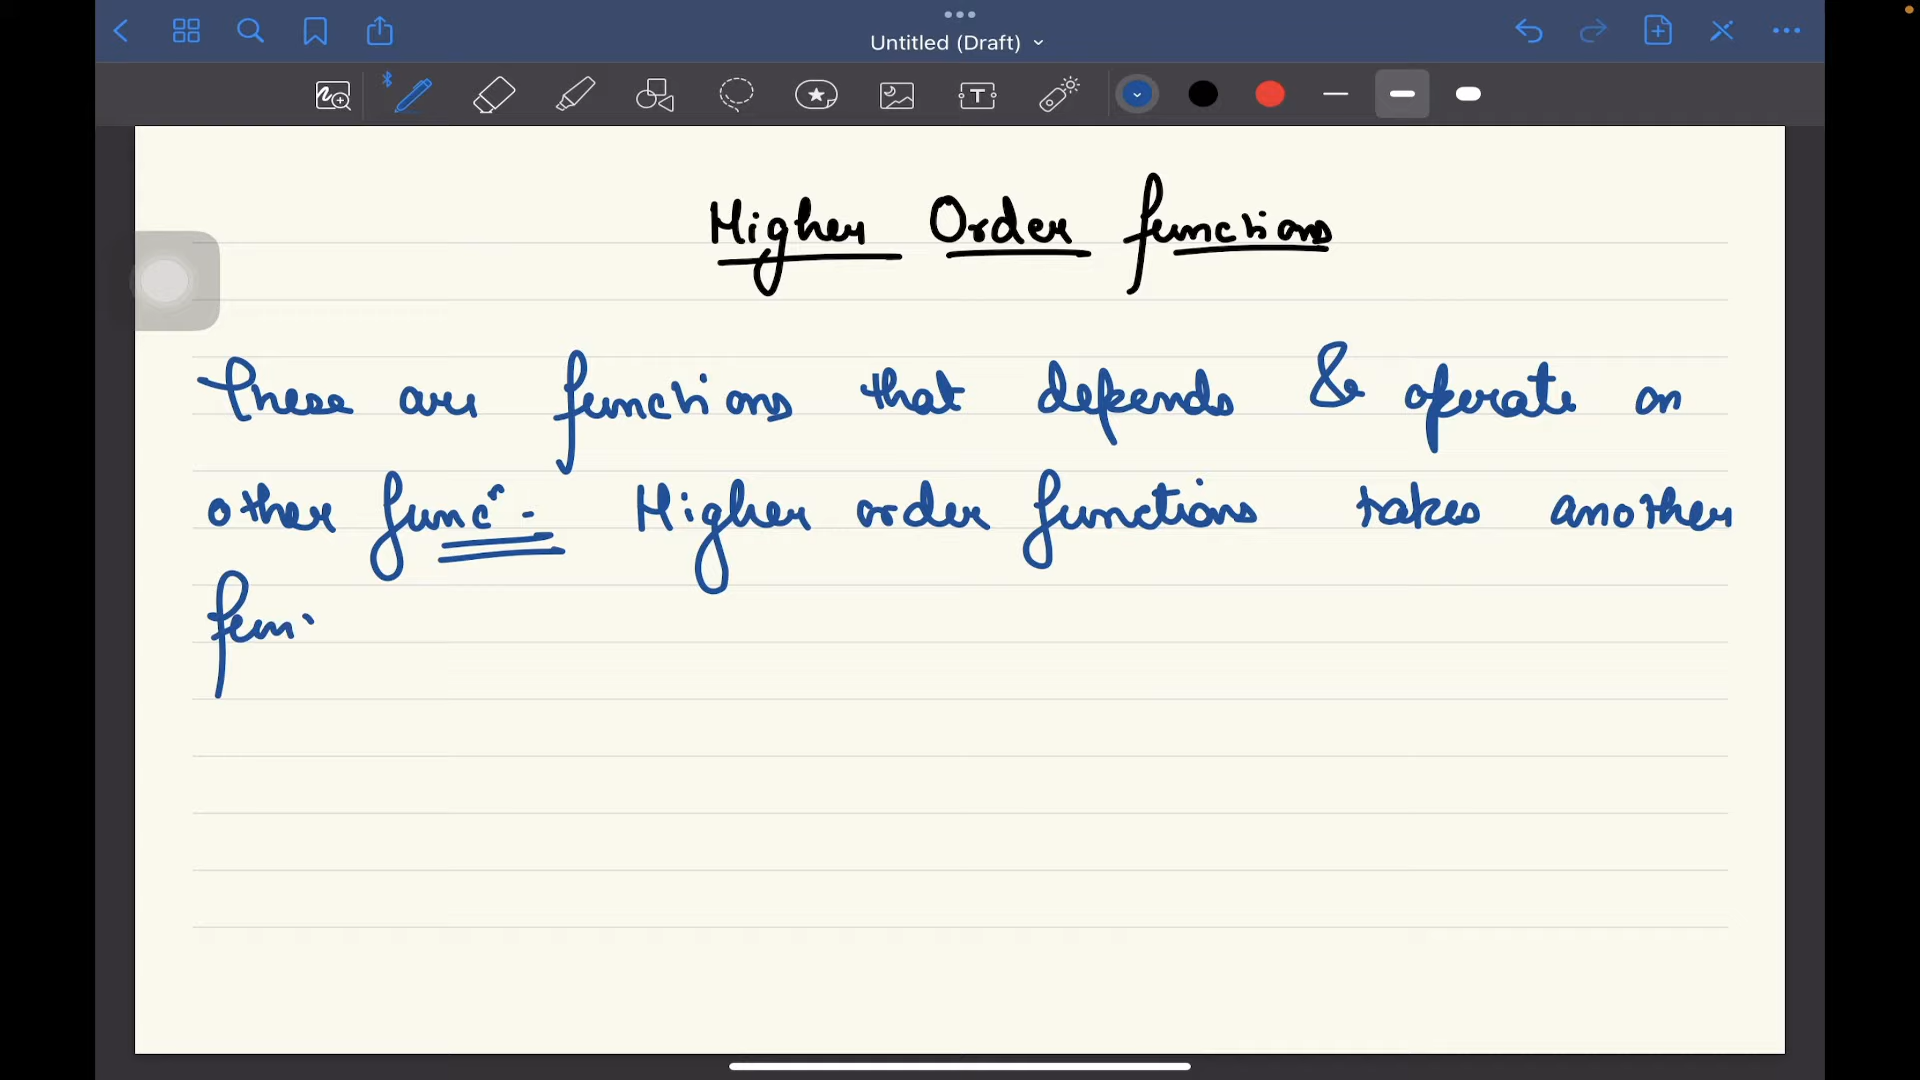 Untitled (Draft)
Higher Order functions
These are functions that depends & operate on
other funcn. Higher order functions takes another
fun